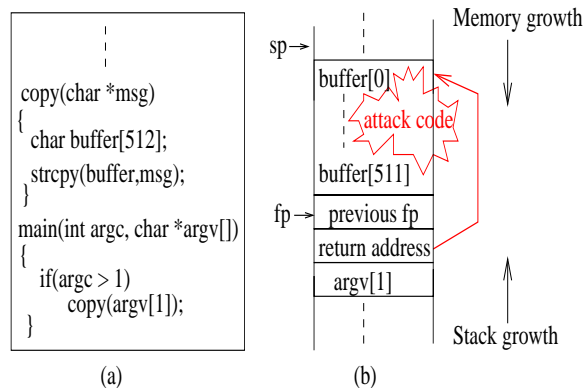 copy(char *msg)
{
char buffer[512];
strcpy(buffer,msg);
}
main(int argc, char *argv[])
{
if(argc > 1)
copy(argv[1]);
}
(a)
sp
buffer[0]
attack code
buffer[511]
fp
previous fp
return address
argv[1]
(b)
Memory growth
Stack growth